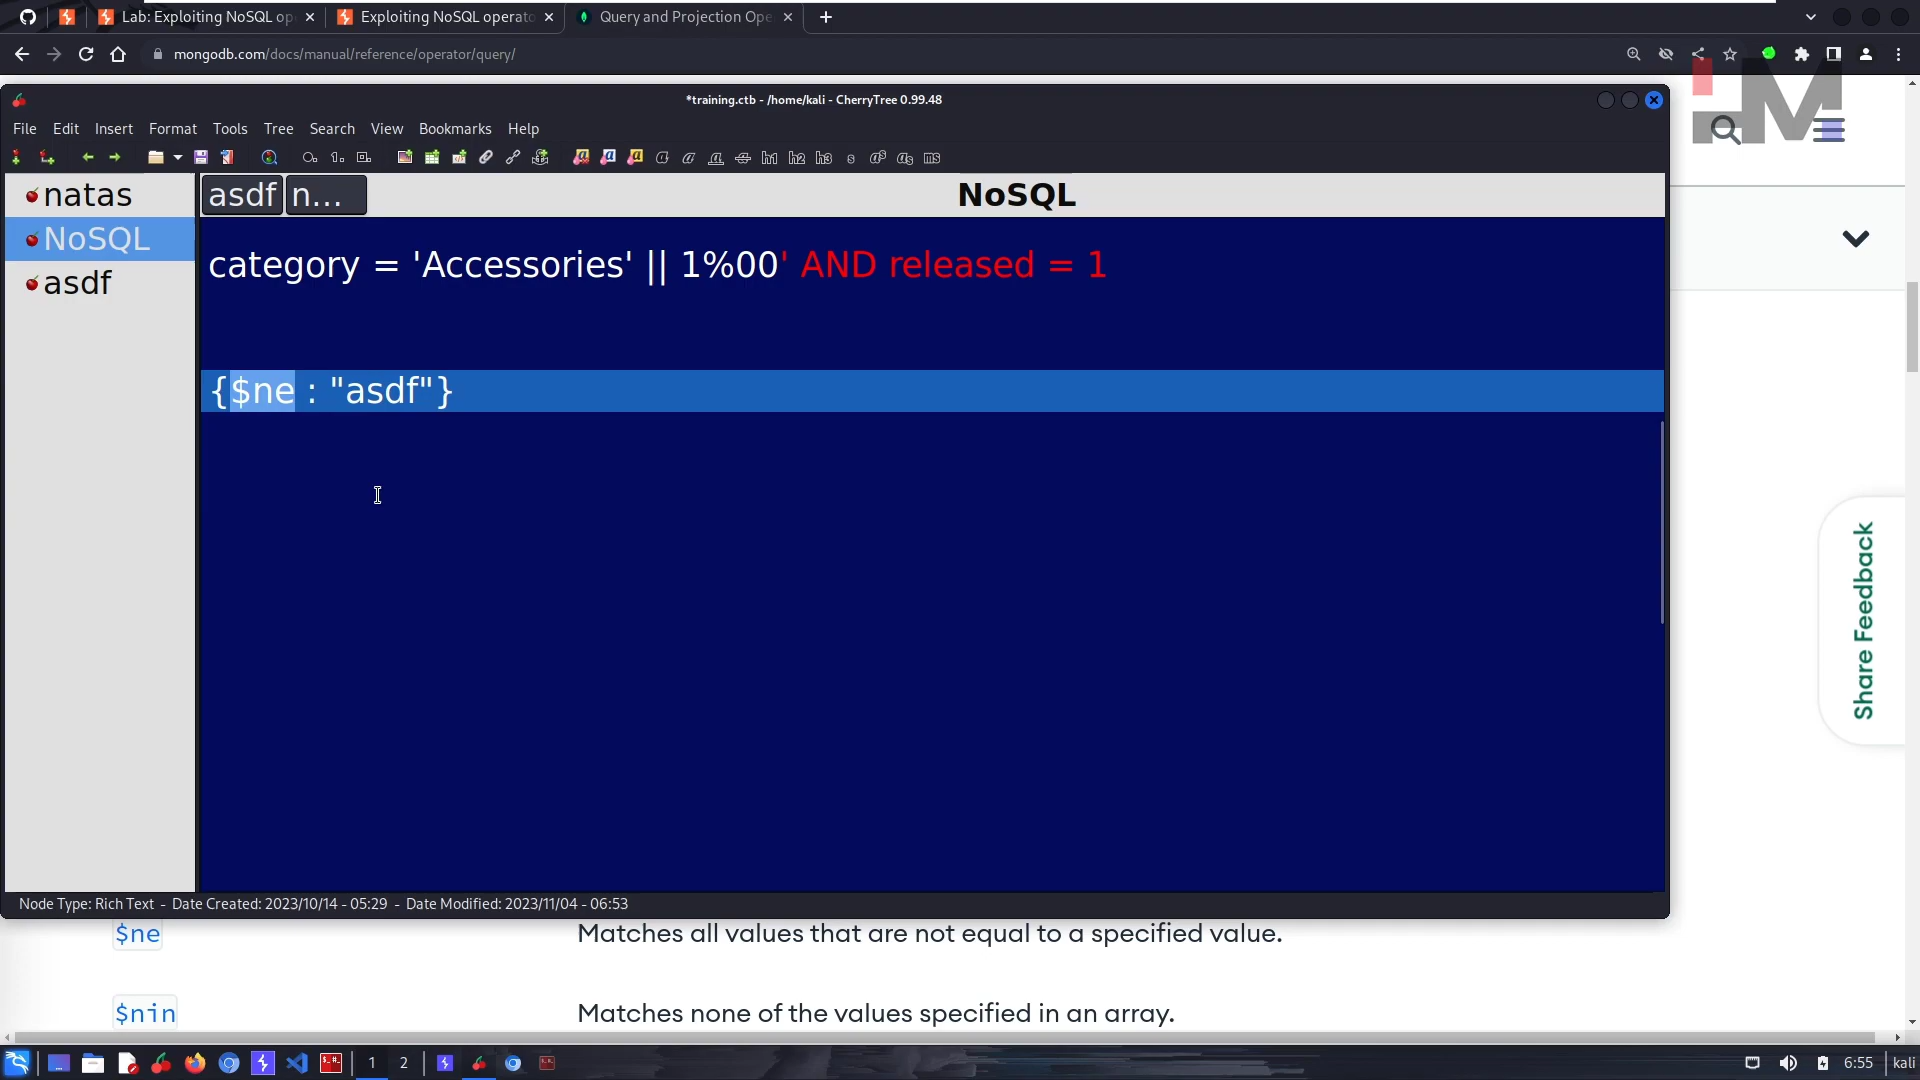 Lab: Exploiting NoSQL op
Exploiting NoSQL operato
Query and Projection Ope
mongodb.com/docs/manual/reference/operator/query/
*training.ctb - /home/kali - CherryTree 0.99.48
File Edit Insert Format Tools Tree Search View Bookmarks Help
natas
NoSQL
asdf
asdf n...
NoSQL
category = 'Accessories' || 1%00' AND released = 1
{$ne : "asdf"}
Node Type: Rich Text - Date Created: 2023/10/14 - 05:29 - Date Modified: 2023/11/04 - 06:53
$ne Matches all values that are not equal to a specified value.
$nin Matches none of the values specified in an array.
Share Feedback
1 2
6:55 kali